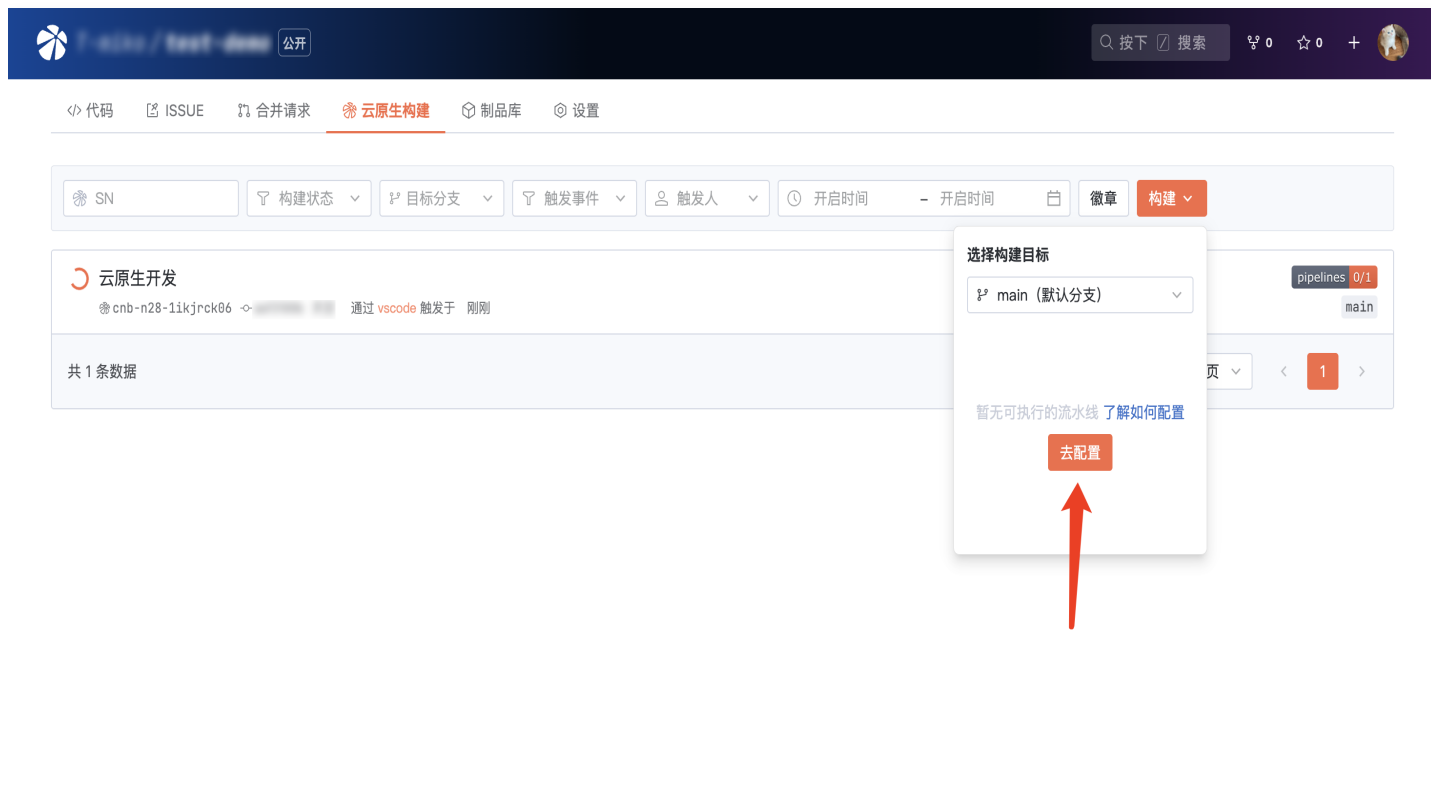 公开
按下 / 搜索
0
0
代码
ISSUE
合并请求
云原生构建
制品库
设置
SN
构建状态
目标分支
触发事件
触发人
开启时间 – 开启时间
徽章
构建
选择构建目标
main（默认分支）
暂无可执行的流水线 了解如何配置
去配置
云原生开发
cnb-n28-1ikjrck06
通过 vscode 触发于 刚刚
pipelines 0/1
main
共 1 条数据
页
1